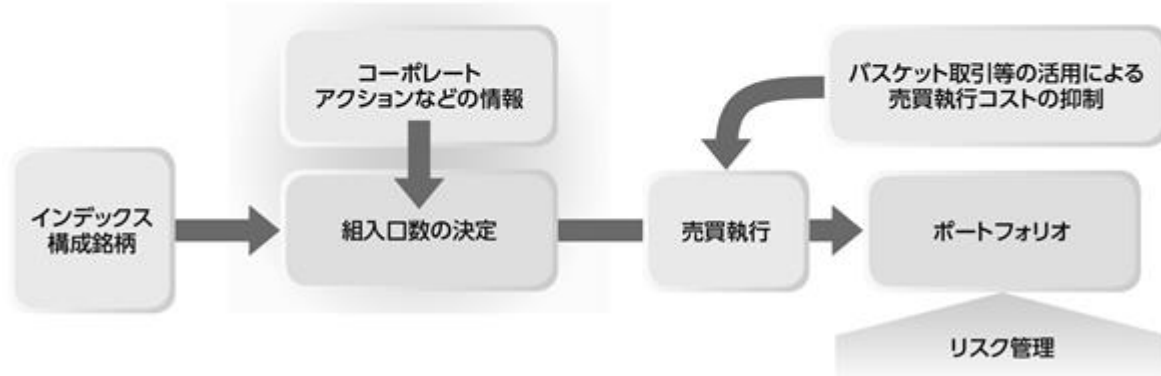 コーポレート
アクションなどの情報
バスケット取引等の活用による
売買執行コストの抑制
インデックス
構成銘柄
組入口数の決定
売買執行
ポートフォリオ
リスク管理